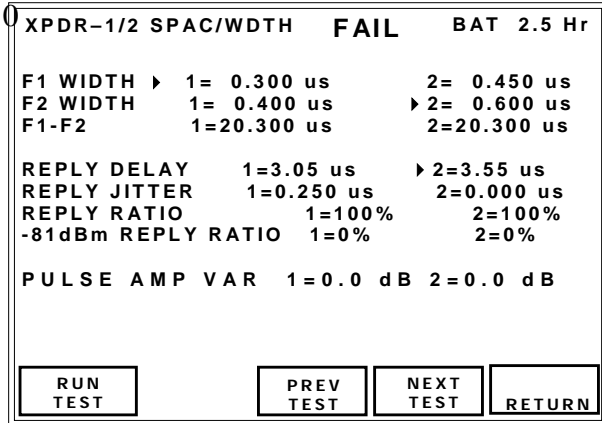 0
XPDR–1/2 SPAC/WDTH FAIL BAT 2.5 Hr
F1 WIDTH ▸ 1= 0.300 us 2= 0.450 us
F2 WIDTH 1= 0.400 us ▸ 2= 0.600 us
F1-F2 1=20.300 us 2=20.300 us
REPLY DELAY 1=3.05 us ▸ 2=3.55 us
REPLY JITTER 1=0.250 us 2=0.000 us
REPLY RATIO 1=100% 2=100%
-81dBm REPLY RATIO 1=0% 2=0%
PULSE AMP VAR 1=0.0 dB 2=0.0 dB
RUN TEST PREV TEST NEXT TEST RETURN